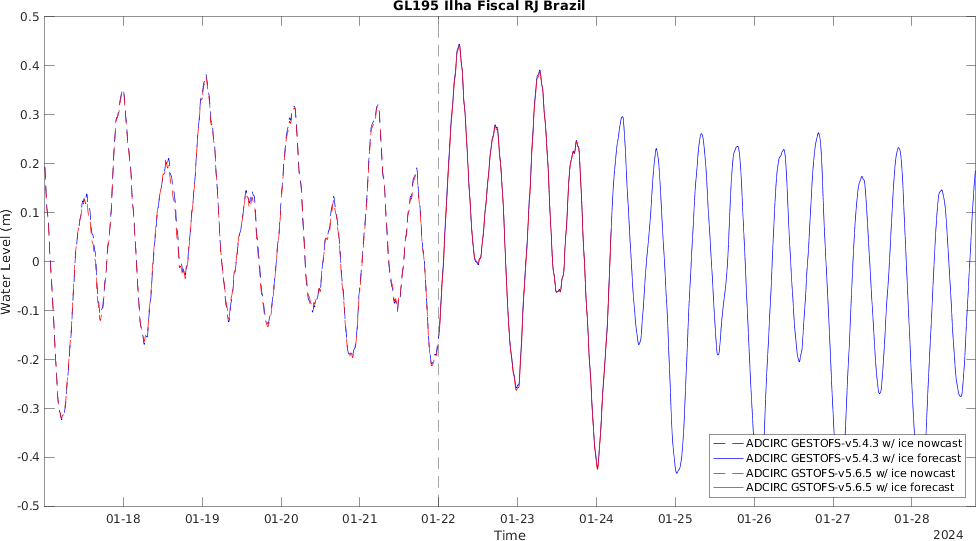 GL195 Ilha Fiscal RJ Brazil
0.5
0.4
0.3
0.2
0.1
0
-0.1
-0.2
-0.3
-0.4
-0.5
Water Level (m)
ADCIRC GESTOFS-v5.4.3 w/ ice nowcast
ADCIRC GESTOFS-v5.4.3 w/ ice forecast
ADCIRC GSTOFS-v5.6.5 w/ ice nowcast
ADCIRC GSTOFS-v5.6.5 w/ ice forecast
01-18 01-19 01-20 01-21 01-22 01-23 01-24 01-25 01-26 01-27 01-28
Time
2024